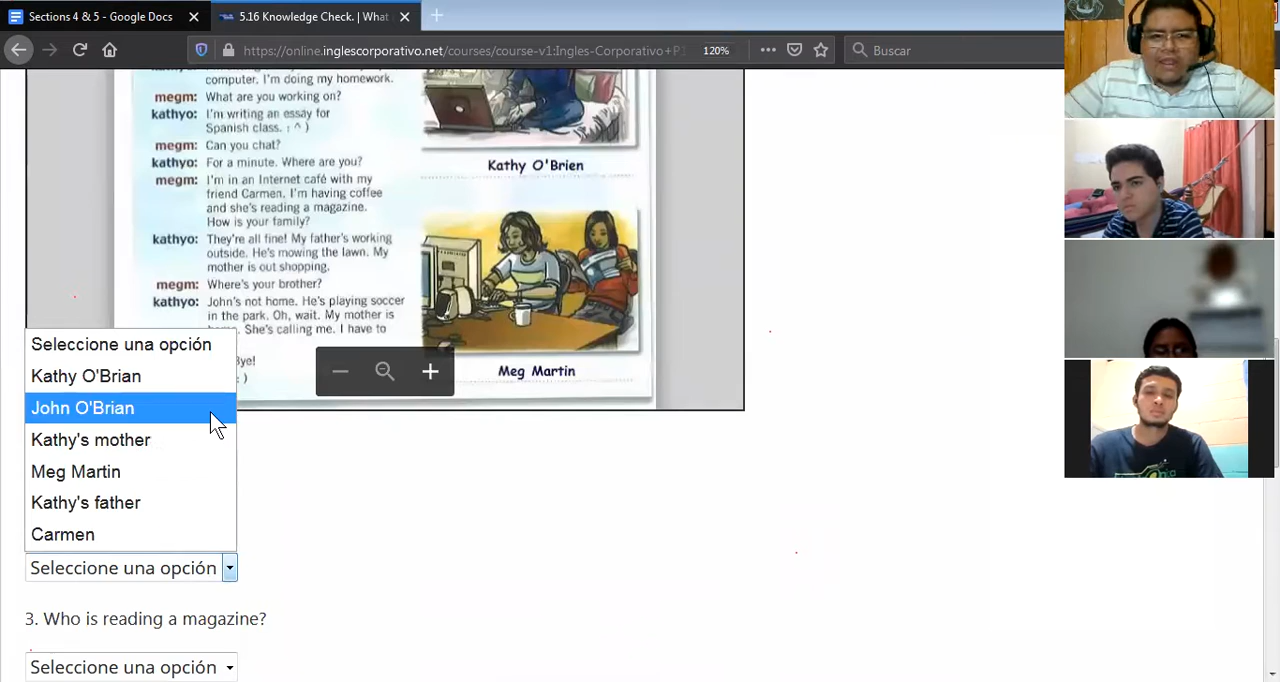 Sections 4 & 5 - Google Docs
5.16 Knowledge Check. | What
https://online.inglescorporativo.net/courses/course-v1:Ingles-Corporativo+P
120%
Buscar
computer. I'm doing my homework.
megm: What are you working on?
kathyo: I'm writing an essay for
Spanish class. : ^ )
megm: Can you chat?
kathyo: For a minute. Where are you?
megm: I'm in an Internet café with my
friend Carmen. I'm having coffee
and she's reading a magazine.
How is your family?
kathyo: They're all fine! My father's working
outside. He's mowing the lawn. My
mother is out shopping.
megm: Where's your brother?
kathyo: John's not home. He's playing soccer
in the park. Oh, wait. My mother is
She's calling me. I have to
Bye!
: )
Kathy O'Brien
Meg Martin
Seleccione una opción
Kathy O'Brian
John O'Brian
Kathy's mother
Meg Martin
Kathy's father
Carmen
Seleccione una opción
3. Who is reading a magazine?
Seleccione una opción